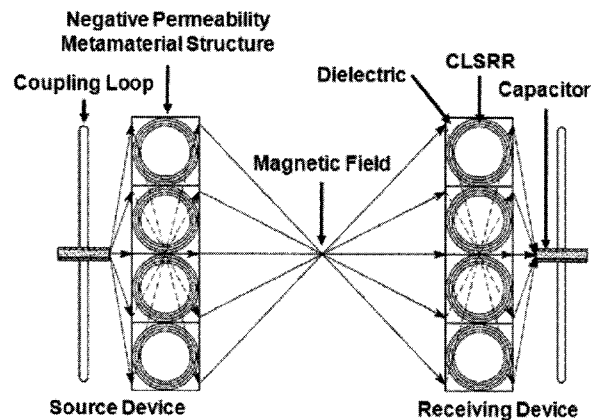 Negative Permeability
Metamaterial Structure
Coupling Loop
Dielectric
CLSRR
Capacitor
Magnetic Field
Source Device
Receiving Device